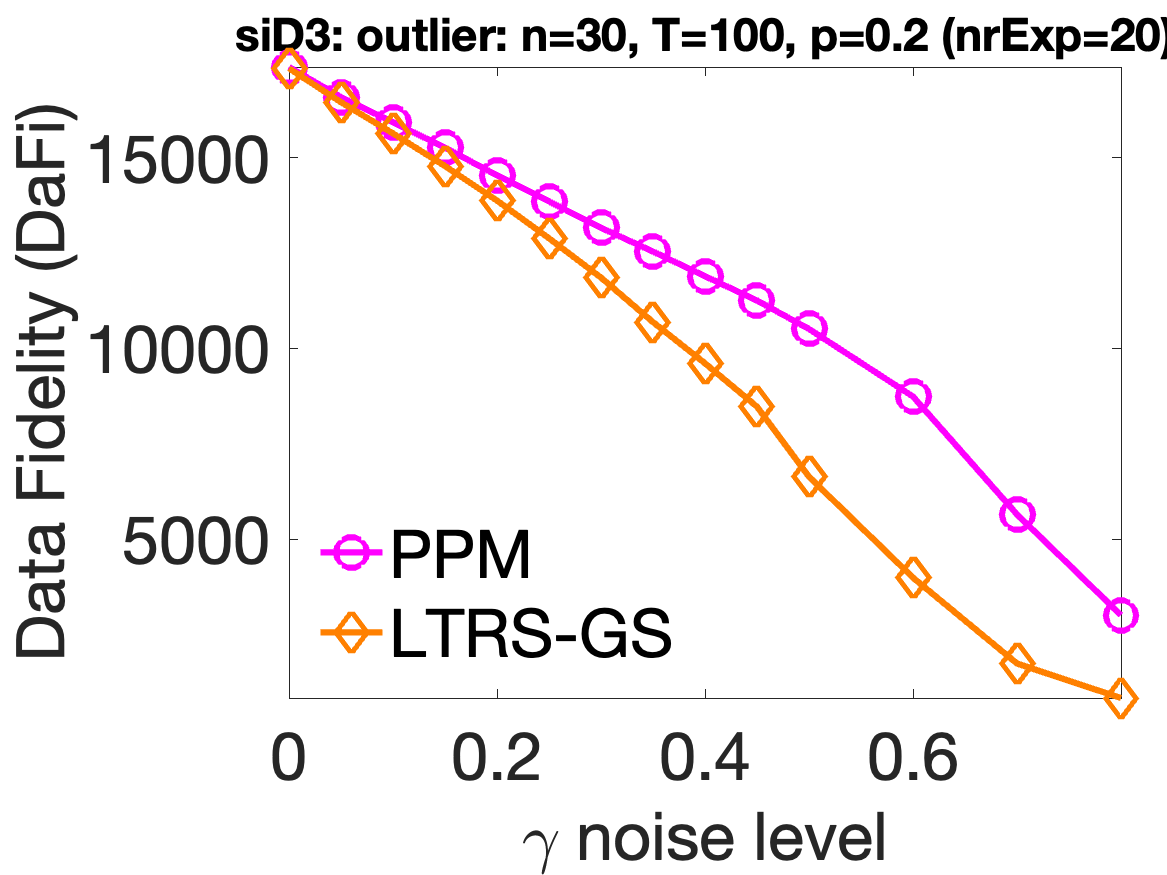 siD3: outlier: n=30, T=100, p=0.2 (nrExp=20)
Data Fidelity (DaFi)
15000
10000
5000
PPM
LTRS-GS
0 0.2 0.4 0.6
γ noise level